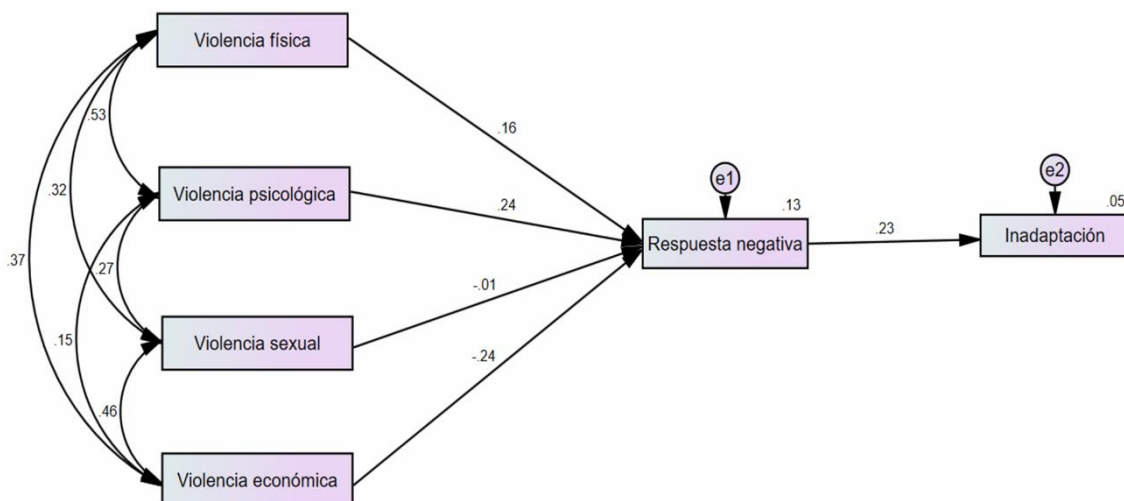 Violencia física
.53
.16
e1
e2
Violencia psicológica
.32
.24
.13
.05
Respuesta negativa
.23
Inadaptación
.37
.27
-.01
.15
Violencia sexual
-.24
.46
Violencia económica